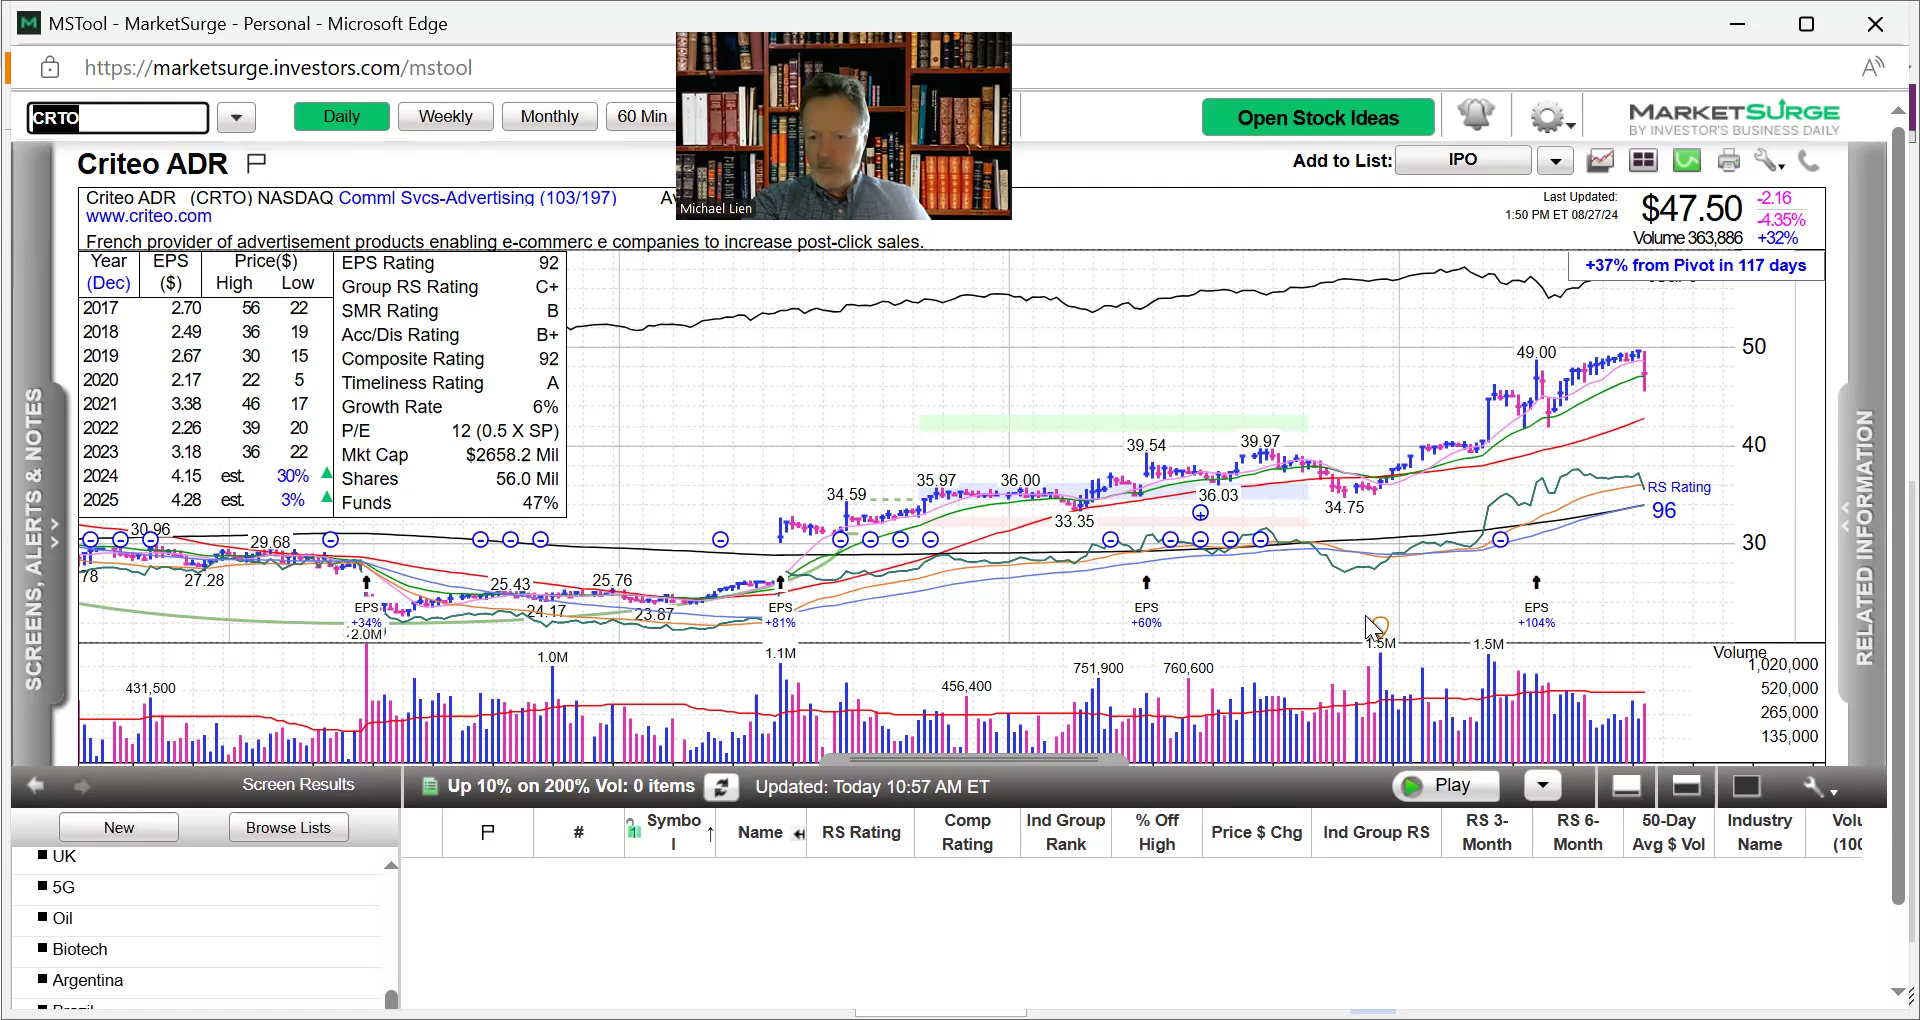 MSTool - MarketSurge - Personal - Microsoft Edge
https://marketsurge.investors.com/mstool
CRTO
Daily
Weekly
Monthly
60 Min
Open Stock Ideas
MARKETSURGE
BY INVESTOR'S BUSINESS DAILY
Criteo ADR
Add to List:
IPO
Michael Lien
Criteo ADR (CRTO) NASDAQ Comml Svcs-Advertising (103/197)
www.criteo.com
French provider of advertisement products enabling e-commerc e companies to increase post-click sales.
Last Updated:
1:50 PM ET 08/27/24
$47.50
-2.16
-4.35%
Volume 363,886 +32%
+37% from Pivot in 117 days
Year EPS Price($)
(Dec) ($) High Low
2017 2.70 56 22
2018 2.49 36 19
2019 2.67 30 15
2020 2.17 22 5
2021 3.38 46 17
2022 2.26 39 20
2023 3.18 36 22
2024 4.15 est. 30%
2025 4.28 est. 3%
EPS Rating 92
Group RS Rating C+
SMR Rating B
Acc/Dis Rating B+
Composite Rating 92
Timeliness Rating A
Growth Rate 6%
P/E 12 (0.5 X SP)
Mkt Cap $2658.2 Mil
Shares 56.0 Mil
Funds 47%
50
49.00
40
39.54
39.97
35.97
36.00
34.59
36.03
34.75
33.35
RS Rating
96
30
30.96
29.68
78
27.28
25.43
25.76
24.17
23.87
EPS
+34%
EPS
+81%
EPS
+60%
EPS
+104%
2.0M
1.0M
1.1M
1.5M
1.5M
431,500
456,400
751,900
760,600
Volume
1,020,000
520,000
265,000
135,000
SCREENS, ALERTS & NOTES
RELATED INFORMATION
Screen Results
Up 10% on 200% Vol: 0 items
Updated: Today 10:57 AM ET
Play
New
Browse Lists
#
Symbo
l
Name
RS Rating
Comp
Rating
Ind Group
Rank
% Off
High
Price $ Chg
Ind Group RS
RS 3-
Month
RS 6-
Month
50-Day
Avg $ Vol
Industry
Name
UK
5G
Oil
Biotech
Argentina